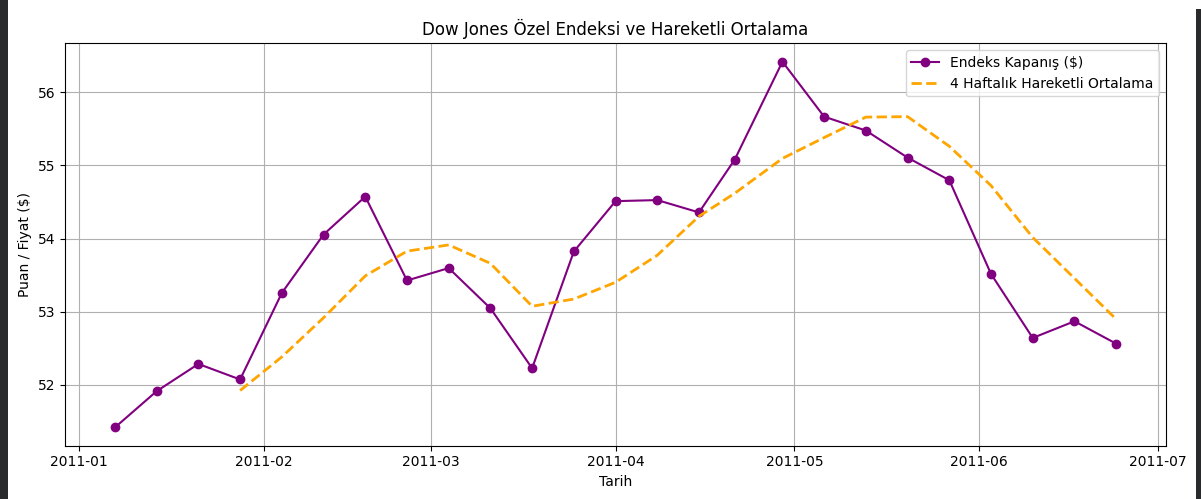 Dow Jones Özel Endeksi ve Hareketli Ortalama
Endeks Kapanış ($)
4 Haftalık Hareketli Ortalama
Puan / Fiyat ($)
56
55
54
53
52
2011-01 2011-02 2011-03 2011-04 2011-05 2011-06 2011-07
Tarih